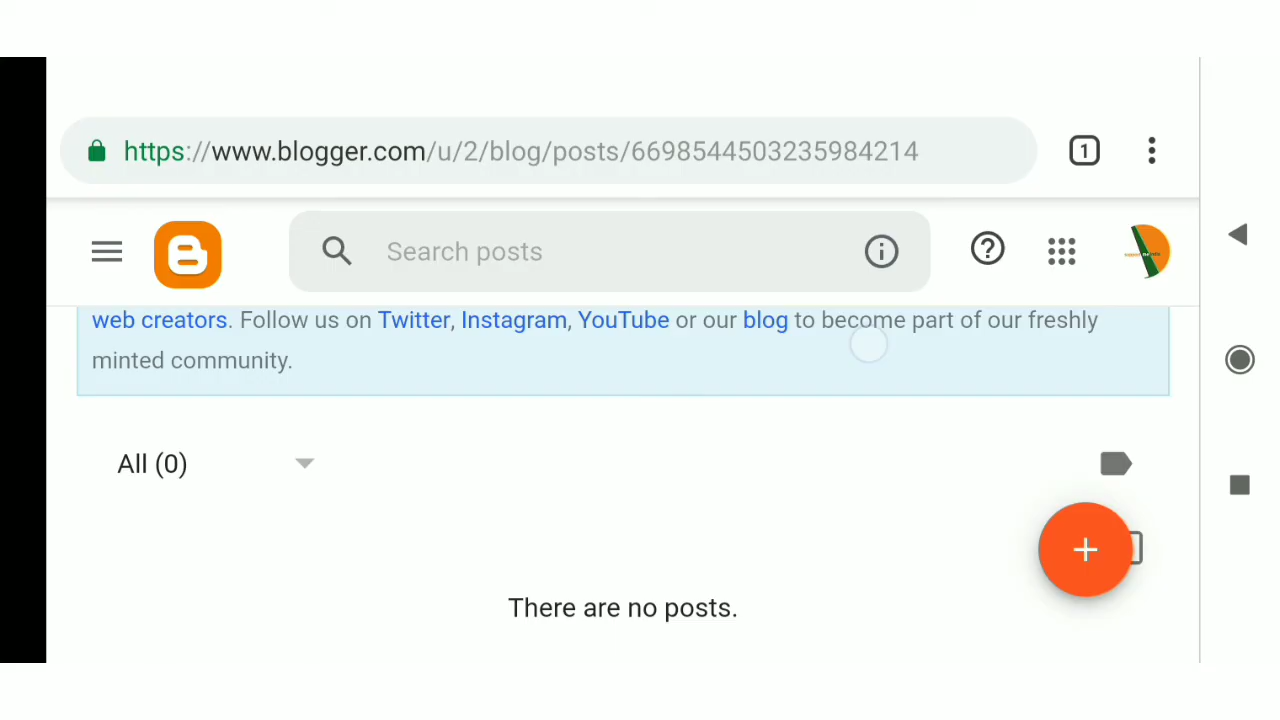 https://www.blogger.com/u/2/blog/posts/6698544503235984214
1
Search posts
web creators. Follow us on Twitter, Instagram, YouTube or our blog to become part of our freshly
minted community.
All (0)
There are no posts.